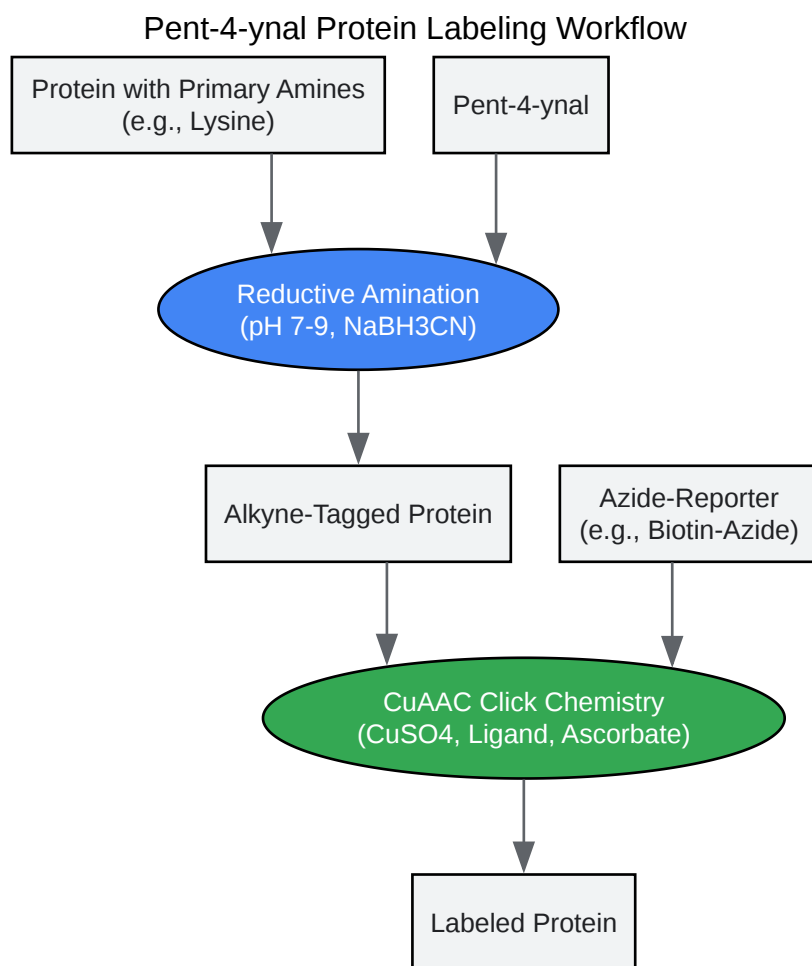 Pent-4-ynal Protein Labeling Workflow
Protein with Primary Amines
(e.g., Lysine)
Pent-4-ynal
Reductive Amination
(pH 7-9, NaBH3CN)
Alkyne-Tagged Protein
Azide-Reporter
(e.g., Biotin-Azide)
CuAAC Click Chemistry
(CuSO4, Ligand, Ascorbate)
Labeled Protein